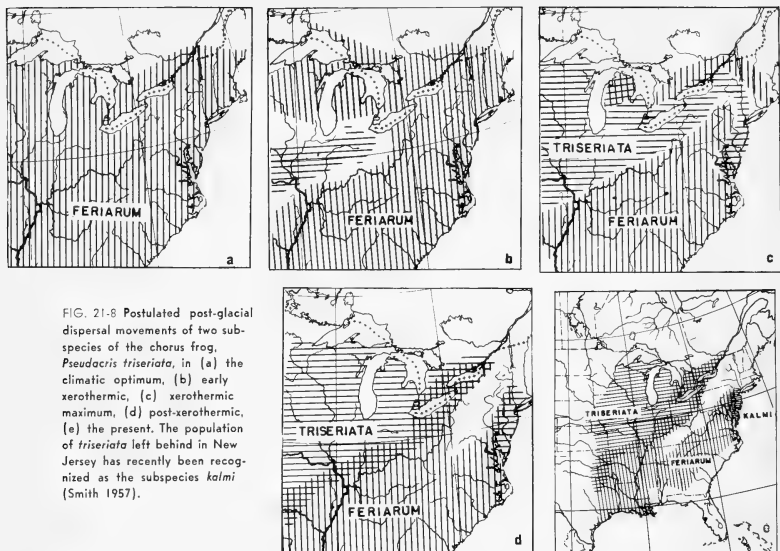 FERIARUM
a
FERIARUM
b
TRISERIATA
FERIARUM
c
FIG. 21-8 Postulated post-glacial
dispersal movements of two sub-
species of the chorus frog,
Pseudacris triseriata, in (a) the
climatic optimum, (b) early
xerothermic, (c) xerothermic
maximum, (d) post-xerothermic,
(e) the present. The population
of triseriata left behind in New
Jersey has recently been recog-
nized as the subspecies kalmi
(Smith 1957).
TRISERIATA
FERIARUM
d
TRISERIATA
KALMI
FERIARUM